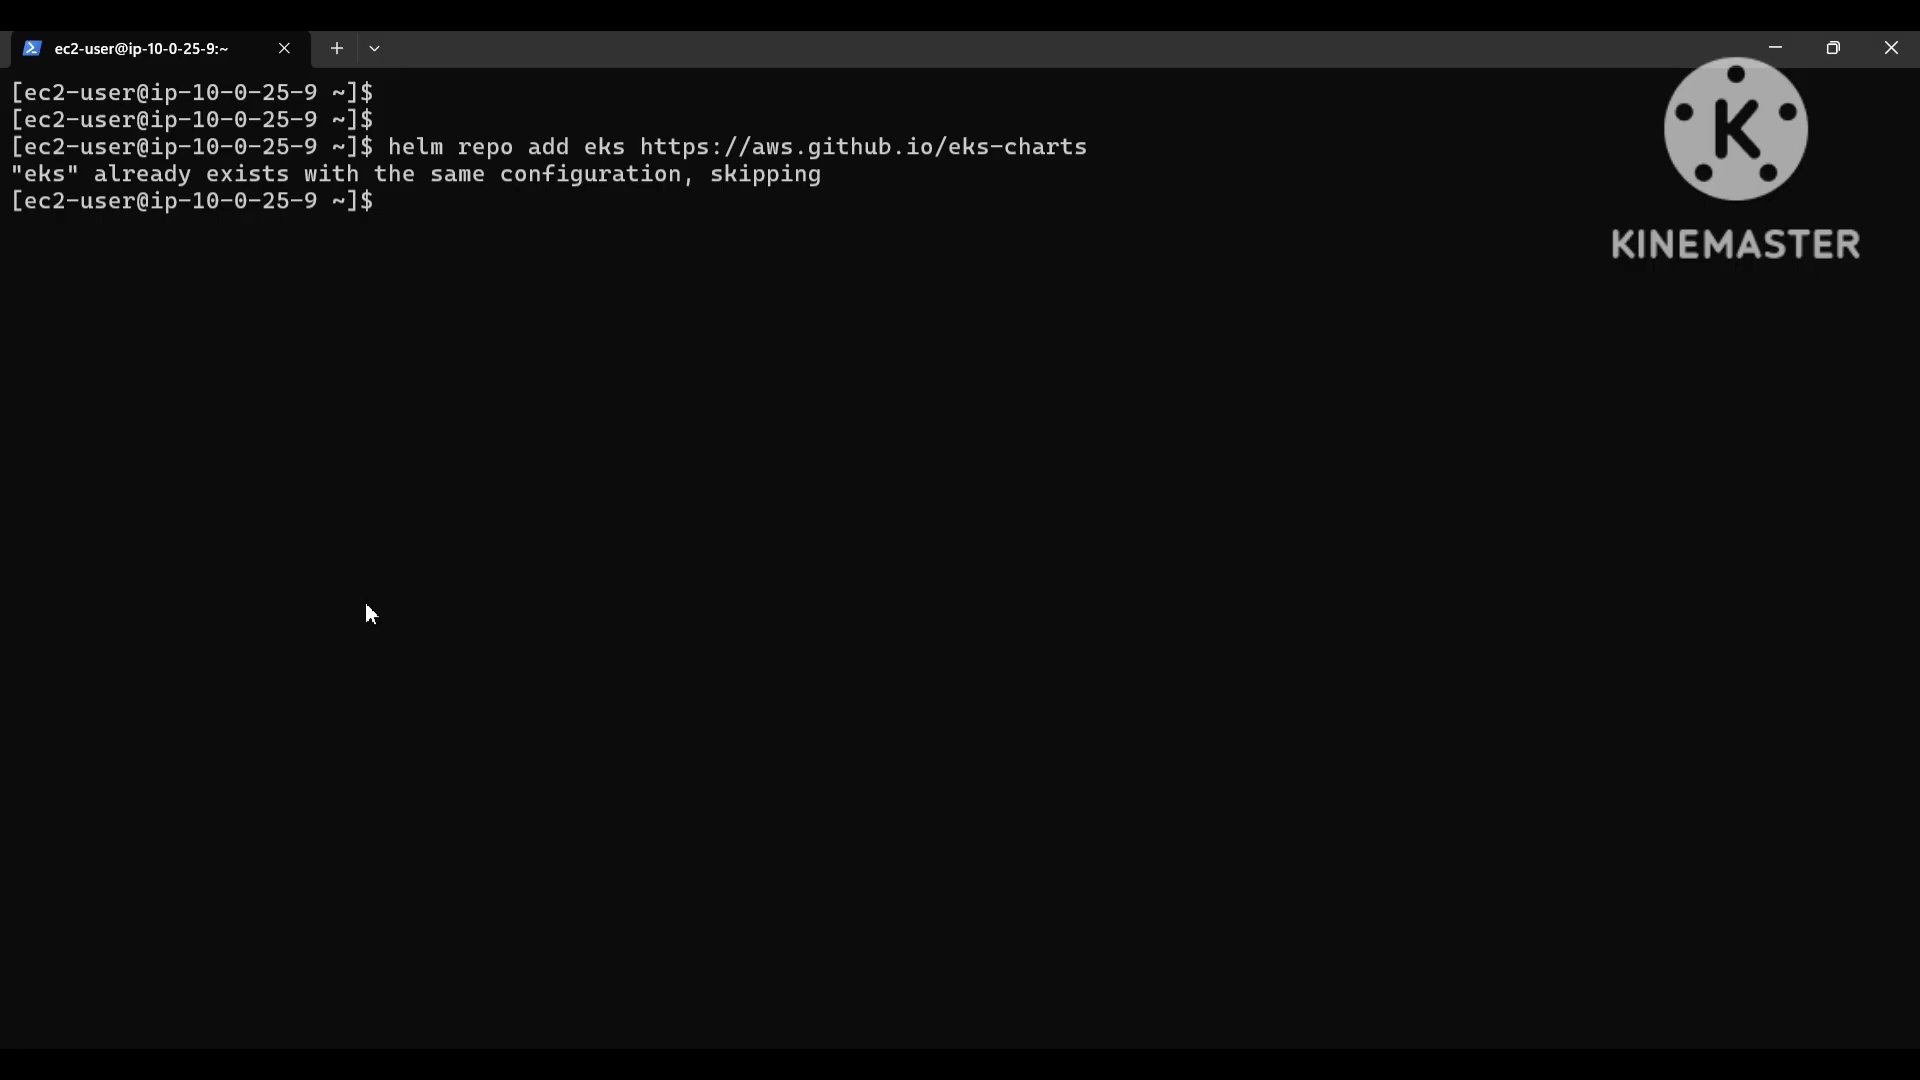 ec2-user@ip-10-0-25-9:~
[ec2-user@ip-10-0-25-9 ~]$
[ec2-user@ip-10-0-25-9 ~]$
[ec2-user@ip-10-0-25-9 ~]$ helm repo add eks https://aws.github.io/eks-charts
"eks" already exists with the same configuration, skipping
[ec2-user@ip-10-0-25-9 ~]$
K
KINEMASTER